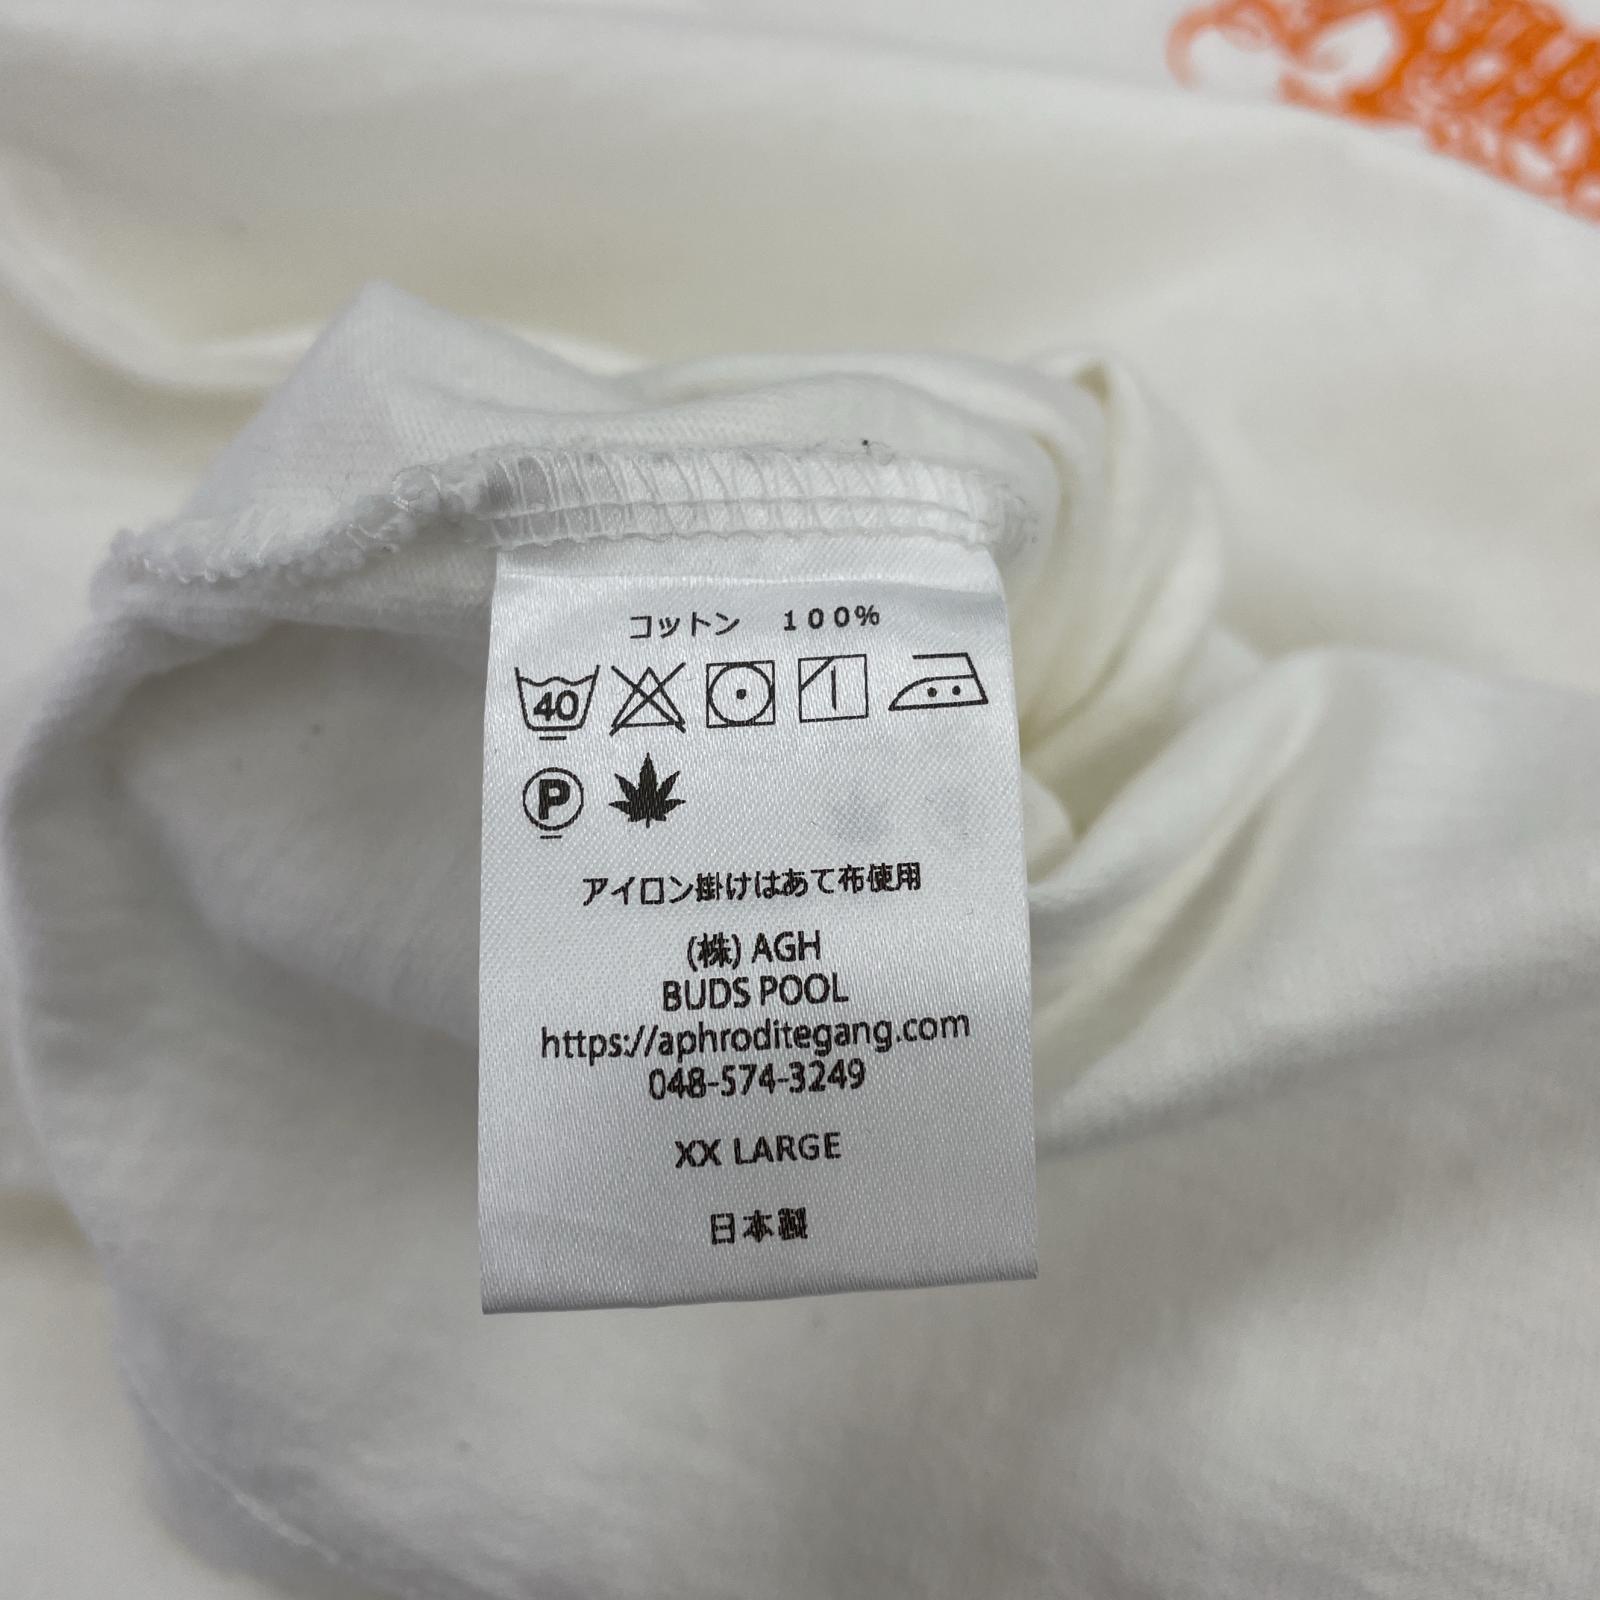 コットン 100%
40
P
アイロン掛けはあて布使用
(株) AGH
BUDS POOL
https://aphroditegang.com
048-574-3249
XX LARGE
日本製